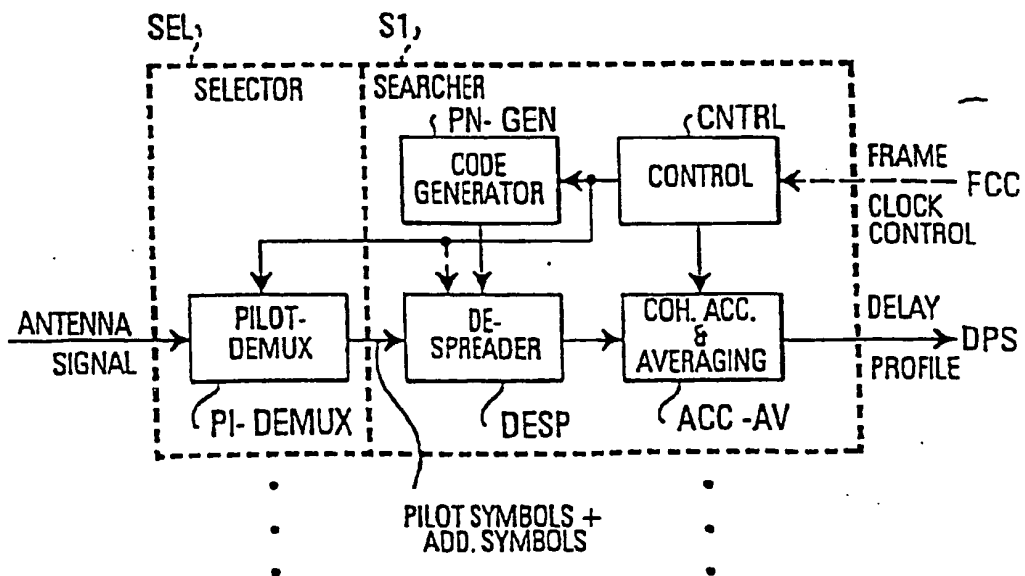 SEL
S1
SELECTOR
SEARCHER
PN- GEN
CNTRL
CODE
GENERATOR
CONTROL
FRAME
FCC
CLOCK
CONTROL
ANTENNA
SIGNAL
PILOT-
DEMUX
DE-
SPREADER
COH. ACC.
&
AVERAGING
DELAY
DPS
PROFILE
PI- DEMUX
DESP
ACC -AV
PILOT SYMBOLS +
ADD. SYMBOLS